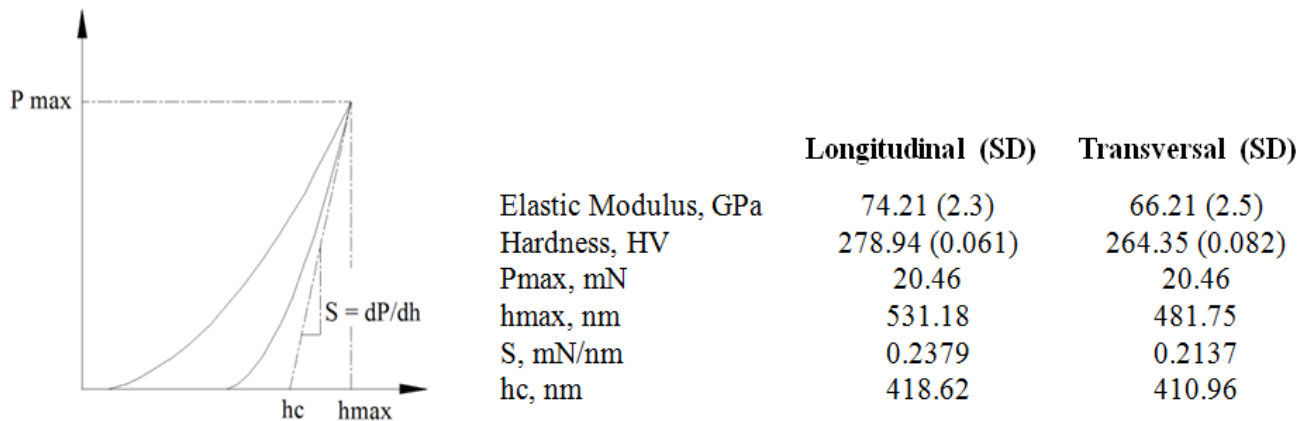 P max
S = dP/dh
hc hmax
Longitudinal (SD) Transversal (SD)
Elastic Modulus, GPa 74.21 (2.3) 66.21 (2.5)
Hardness, HV 278.94 (0.061) 264.35 (0.082)
Pmax, mN 20.46 20.46
hmax, nm 531.18 481.75
S, mN/nm 0.2379 0.2137
hc, nm 418.62 410.96